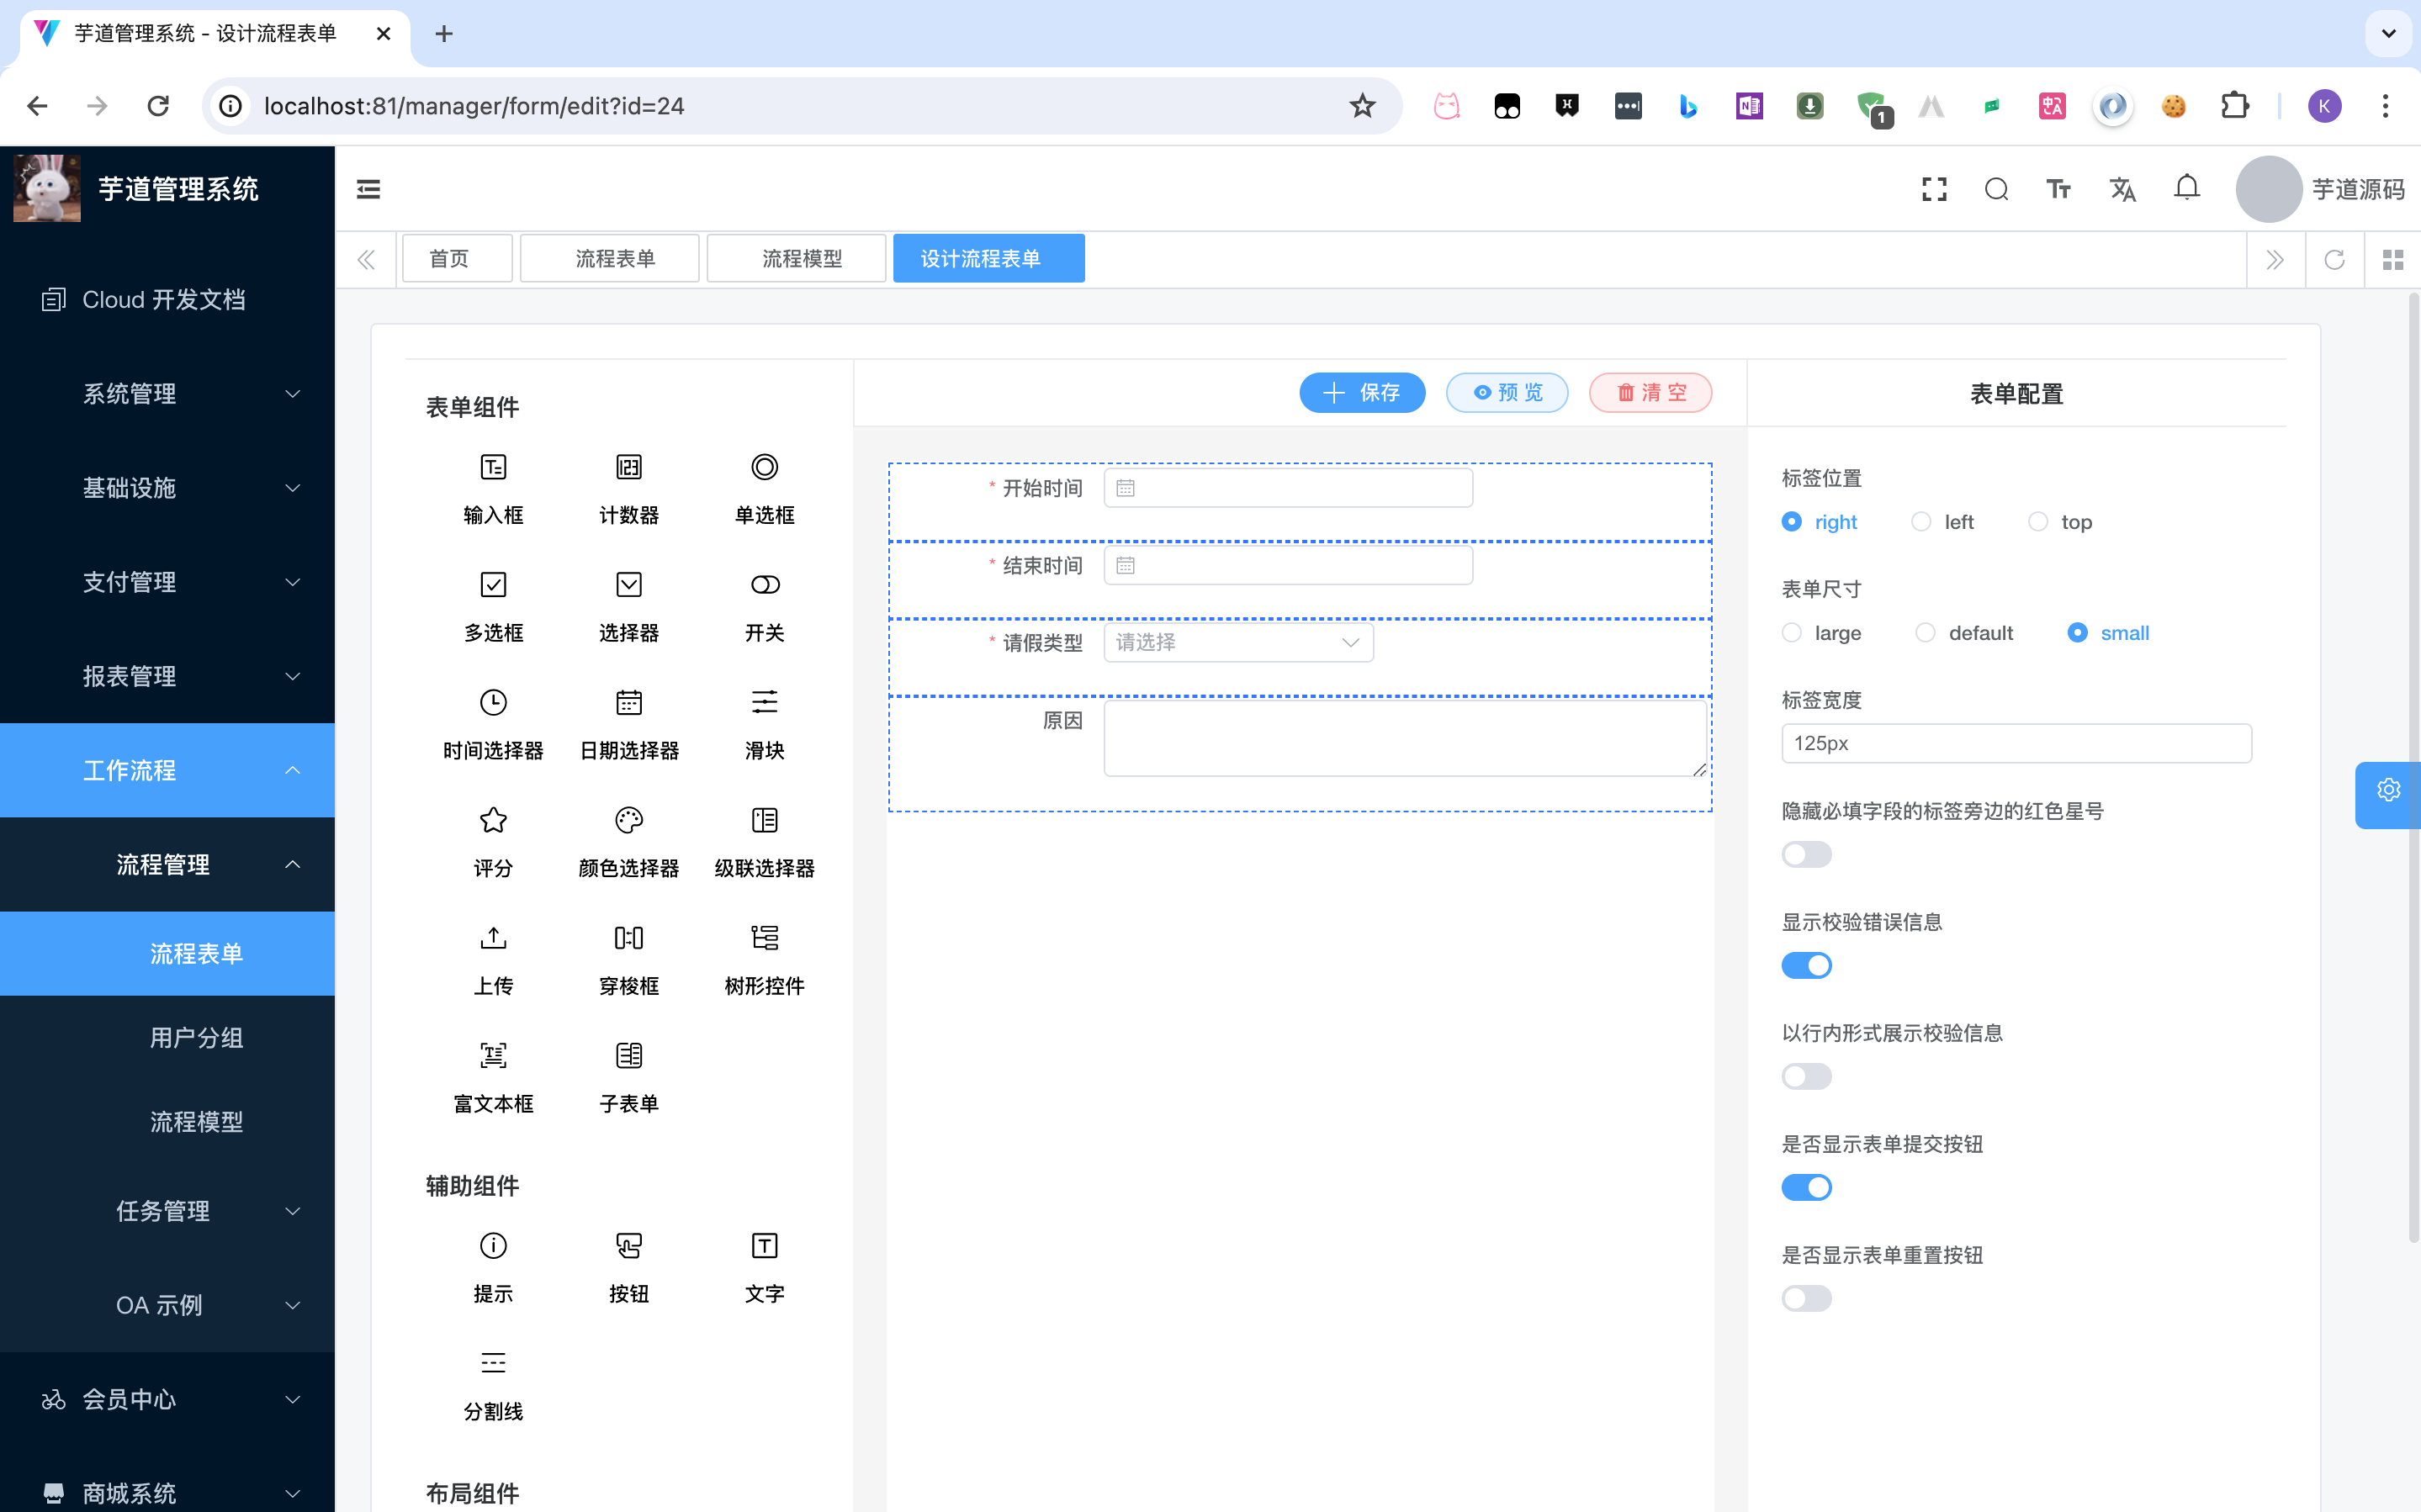 芋道管理系统 - 设计流程表单
localhost:81/manager/form/edit?id=24
1
K
芋道管理系统
芋道源码
首页
流程表单
流程模型
设计流程表单
Cloud 开发文档
系统管理
基础设施
支付管理
报表管理
工作流程
流程管理
流程表单
用户分组
流程模型
任务管理
OA 示例
会员中心
商城系统
表单组件
输入框
计数器
单选框
多选框
选择器
开关
时间选择器
日期选择器
滑块
评分
颜色选择器
级联选择器
上传
穿梭框
树形控件
富文本框
子表单
辅助组件
提示
按钮
文字
分割线
布局组件
保存
预 览
清 空
* 开始时间
* 结束时间
* 请假类型
请选择
原因
表单配置
标签位置
right
left
top
表单尺寸
large
default
small
标签宽度
125px
隐藏必填字段的标签旁边的红色星号
显示校验错误信息
以行内形式展示校验信息
是否显示表单提交按钮
是否显示表单重置按钮